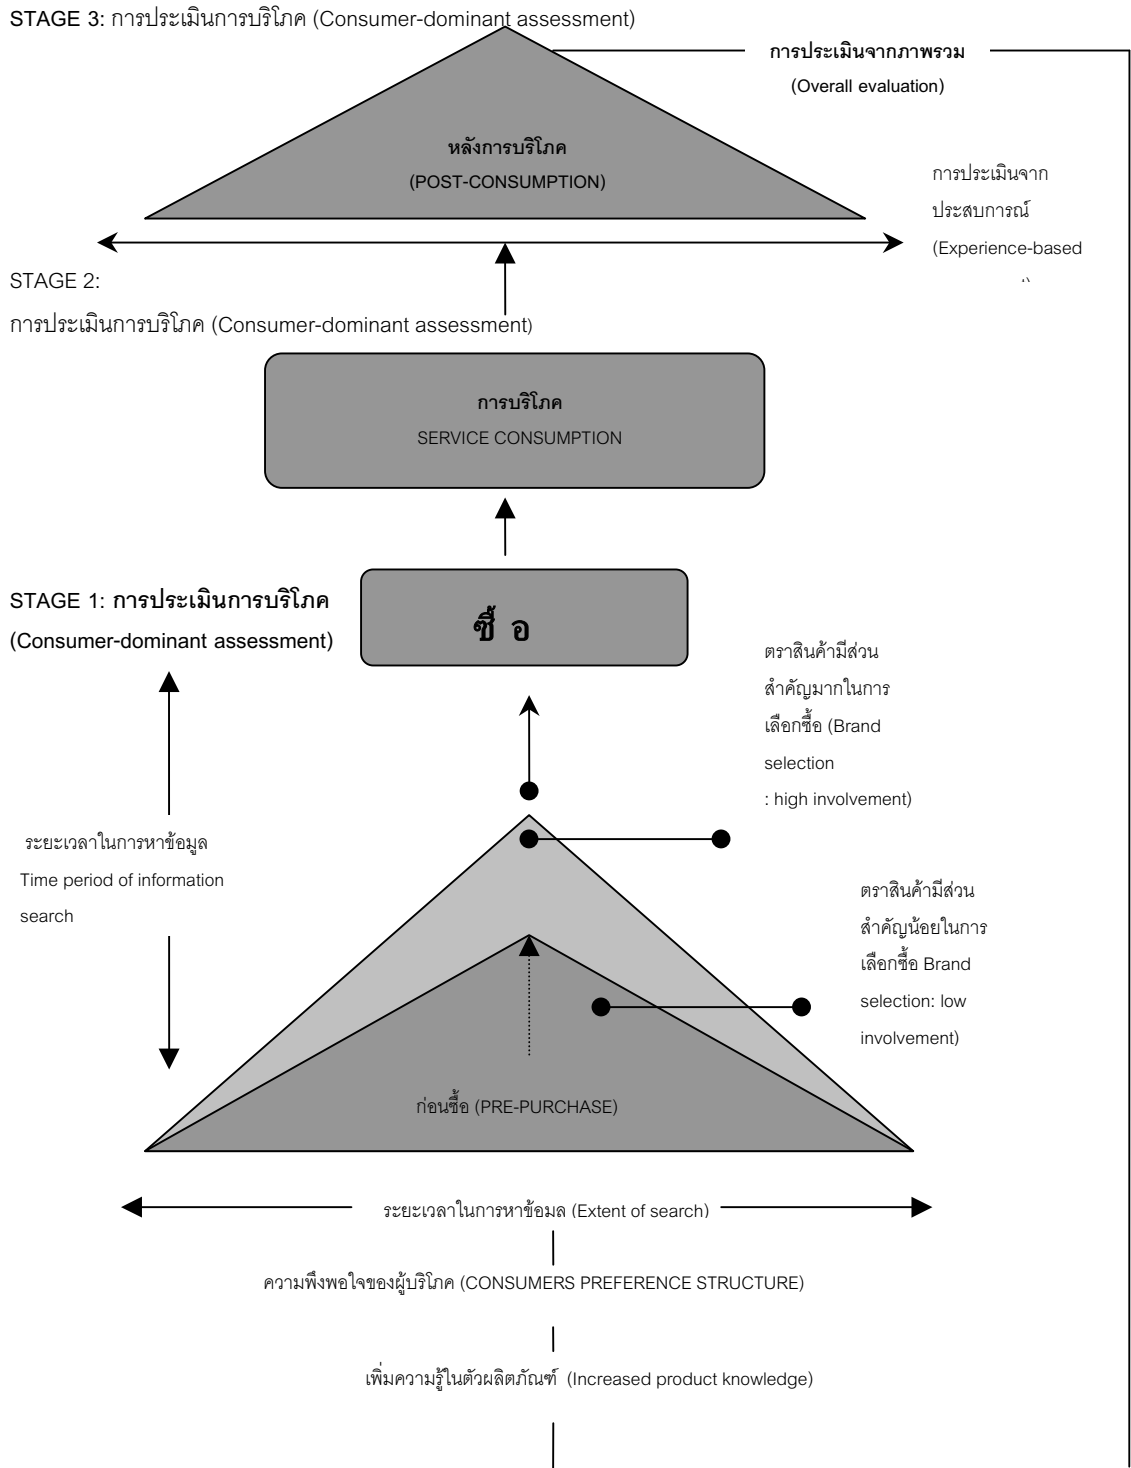 STAGE 3: การประเมินการบริโภค (Consumer-dominant assessment)
การประเมินจากภาพรวม
(Overall evaluation)
หลังการบริโภค
(POST-CONSUMPTION)
การประเมินจาก
ประสบการณ์
(Experience-based
STAGE 2:
การประเมินการบริโภค (Consumer-dominant assessment)
การบริโภค
SERVICE CONSUMPTION
STAGE 1: การประเมินการบริโภค
(Consumer-dominant assessment)
ซื้อ
ตราสินค้ามีส่วน
สำคัญมากในการ
เลือกซื้อ (Brand
selection
: high involvement)
ระยะเวลาในการหาข้อมูล
Time period of information
search
ตราสินค้ามีส่วน
สำคัญน้อยในการ
เลือกซื้อ Brand
selection: low
involvement)
ก่อนซื้อ (PRE-PURCHASE)
ระยะเวลาในการหาข้อมูล (Extent of search)
ความพึงพอใจของผู้บริโภค (CONSUMERS PREFERENCE STRUCTURE)
เพิ่มความรู้ในตัวผลิตภัณฑ์ (Increased product knowledge)